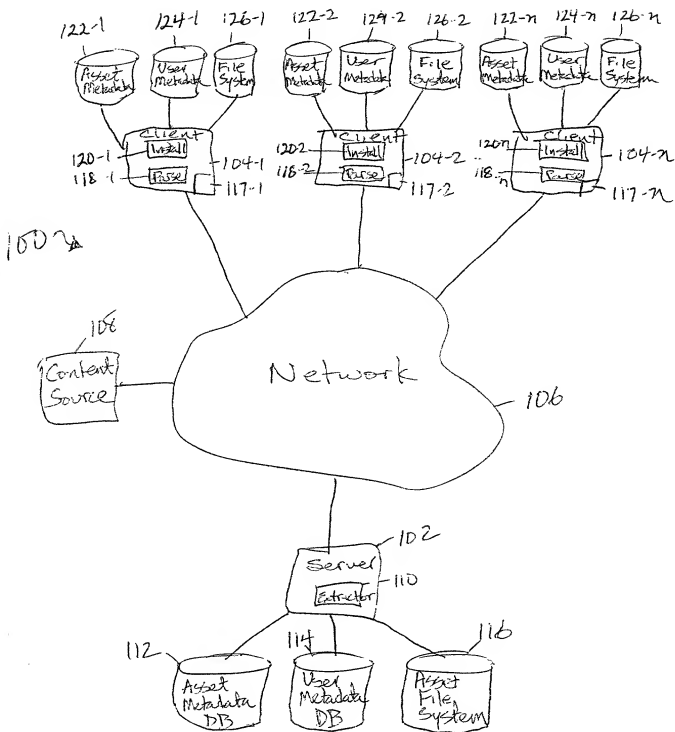 122-1 124-1 126-1 122-2 124-2 126-2 122-n 124-n 126-n
Asset Metadata
User Metadata
File System
Asset Metadata
User Metadata
File System
Asset Metadata
User Metadata
File System
Client
120-1 Install 104-1
118-1 Parse
117-1
Client
120-2 Install 104-2
118-2 Parse
117-2
Client
120-n Install 104-n
118-n Parse
117-n
100
108
Content
Source
Network
106
102
Server
110
Extractor
112
Asset
Metadata
DB
114
User
Metadata
DB
116
Asset
File
System